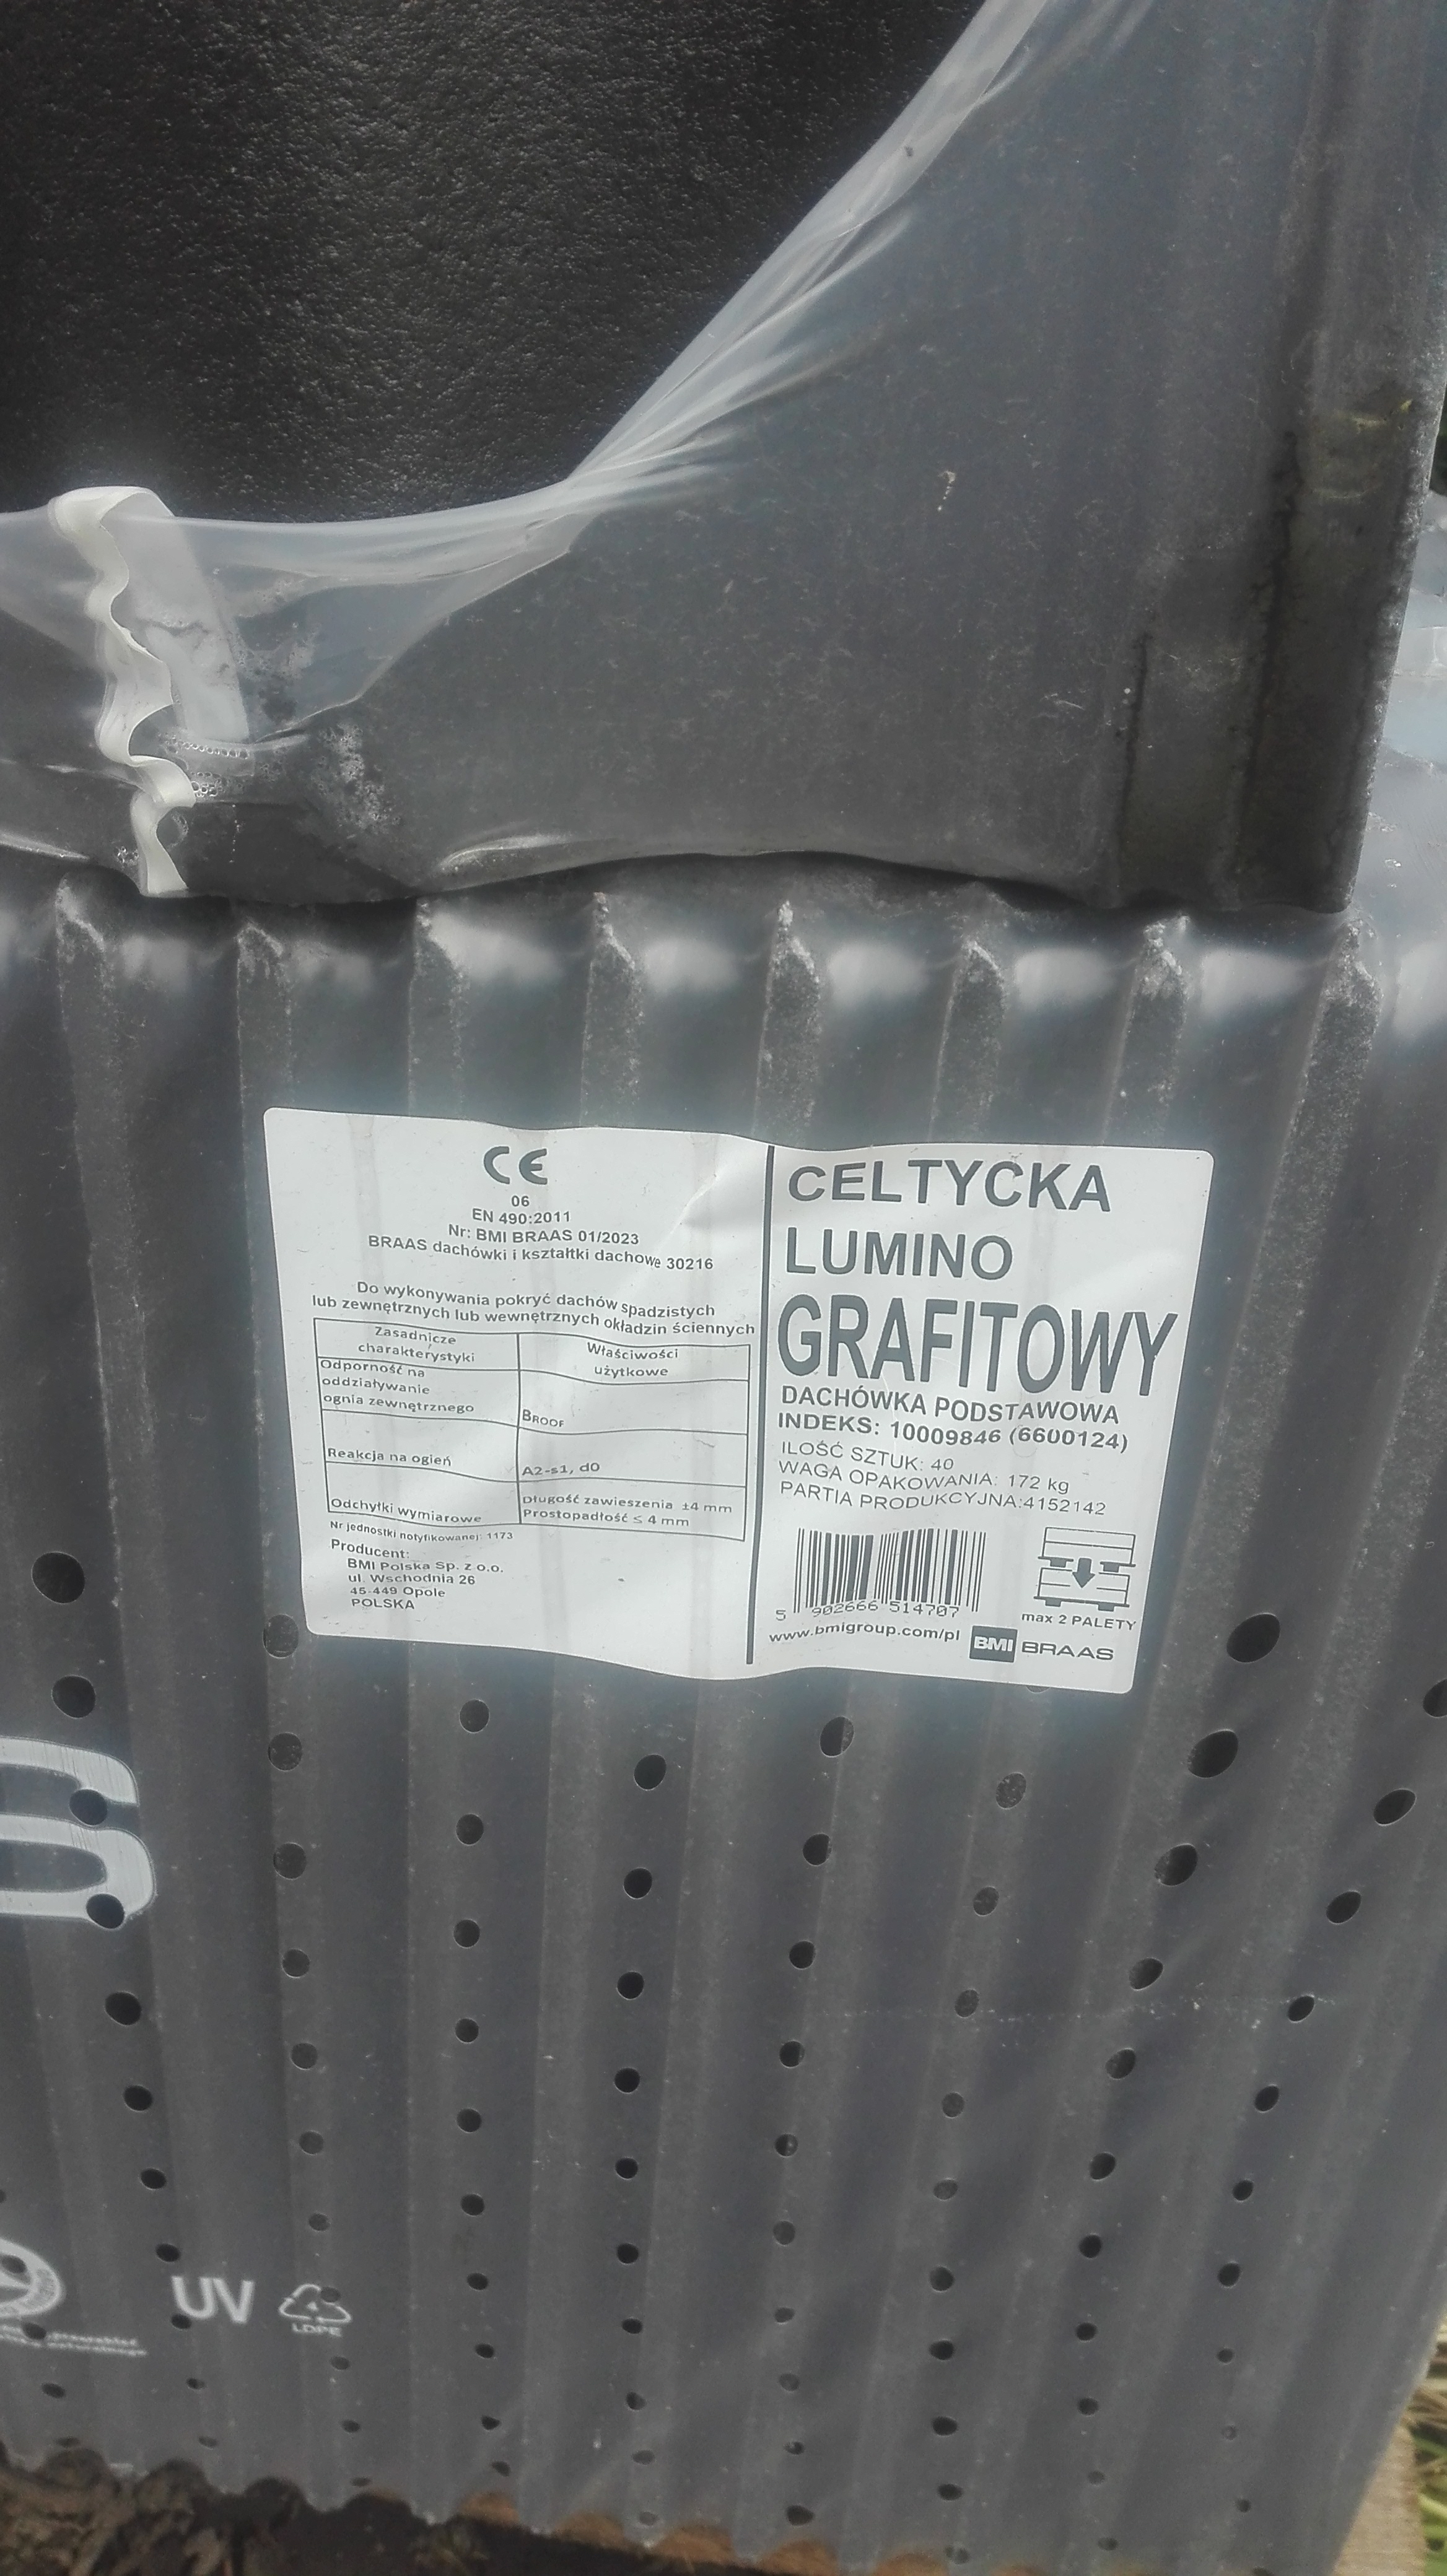 CE
06
EN 490:2011
Nr: BMI BRAAS 01/2023
BRAAS dachówki i kształtki dachowe 30216
Do wykonywania pokryć dachów spadzistych
lub zewnętrznych lub wewnętrznych okładzin ściennych
Zasadnicze
charakterystyki
Właściwości
użytkowe
Odporność na
oddziaływanie
ognia zewnętrznego
BROOF
Reakcja na ogień
A2-s1, d0
Odchyłki wymiarowe
Długość zawieszenia ±4 mm
Prostopadłość ≤ 4 mm
Nr jednostki notyfikowanej: 1173
Producent:
BMI Polska Sp. z o.o.
ul. Wschodnia 26
45-449 Opole
POLSKA
CELTYCKA
LUMINO
GRAFITOWY
DACHÓWKA PODSTAWOWA
INDEKS: 10009846 (6600124)
ILOŚĆ SZTUK: 40
WAGA OPAKOWANIA: 172 kg
PARTIA PRODUKCYJNA:4152142
5 902666 514707
max 2 PALETY
www.bmigroup.com/pl
BMI BRAAS
S
UV
LDPE